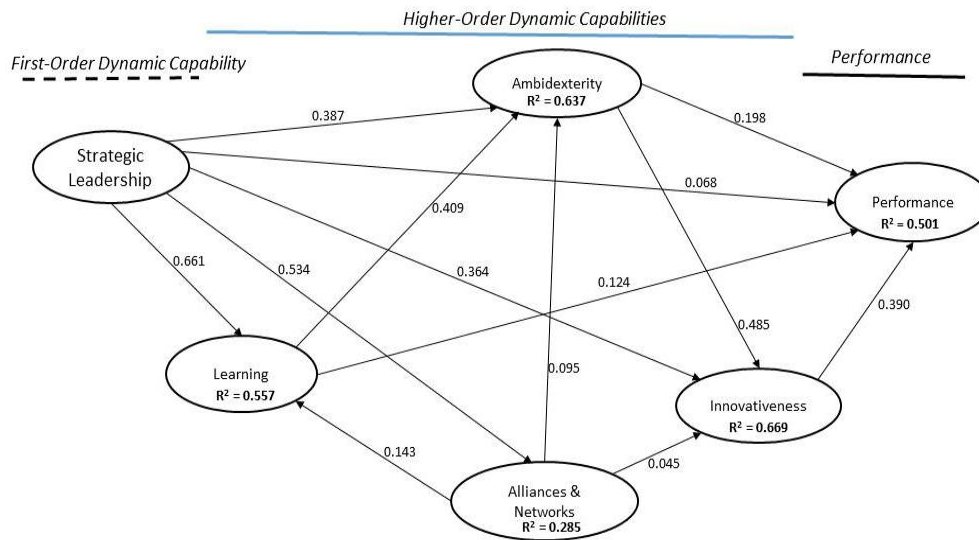 Higher-Order Dynamic Capabilities
First-Order Dynamic Capability
Performance
Ambidexterity
R² = 0.637
0.387
0.198
Strategic
Leadership
0.068
Performance
R² = 0.501
0.409
0.661
0.534
0.364
0.124
0.390
0.485
Learning
R² = 0.557
0.095
Innovativeness
R² = 0.669
0.143
0.045
Alliances &
Networks
R² = 0.285